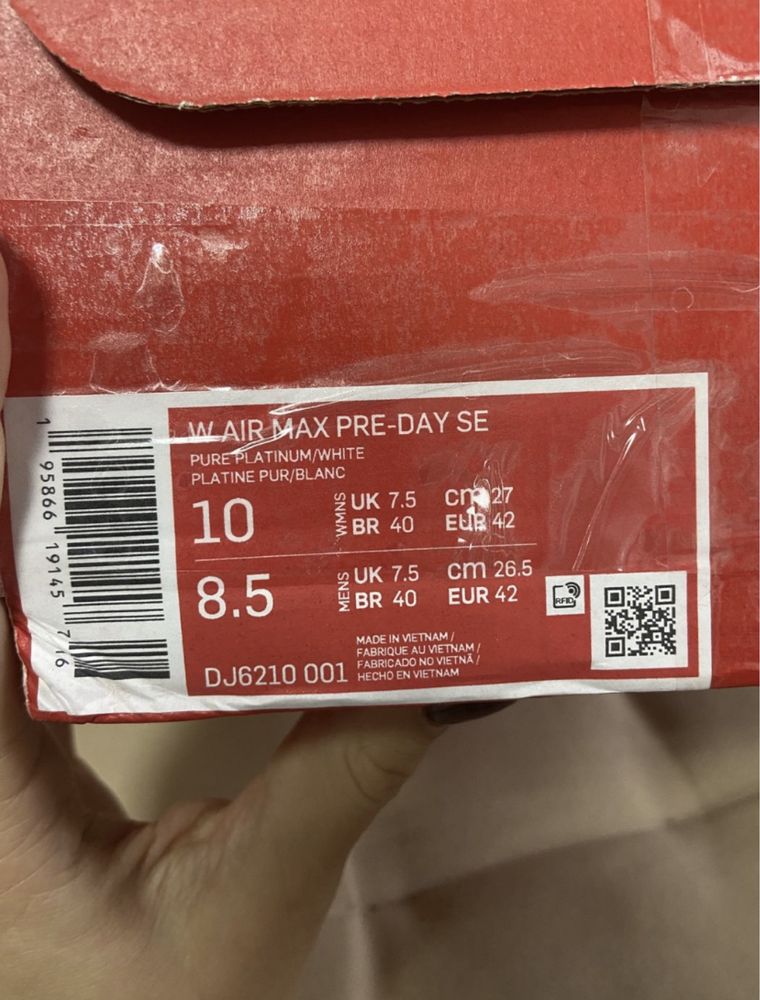 W AIR MAX PRE-DAY SE
PURE PLATINUM/WHITE
PLATINE PUR/BLANC
10 WMNS UK 7.5 cm 27
BR 40 EUR 42
8.5 MENS UK 7.5 cm 26.5
BR 40 EUR 42
RFID
DJ6210 001
MADE IN VIETNAM /
FABRIQUE AU VIETNAM /
FABRICADO NO VIETNÃ /
HECHO EN VIETNAM
1 95866 19145 716